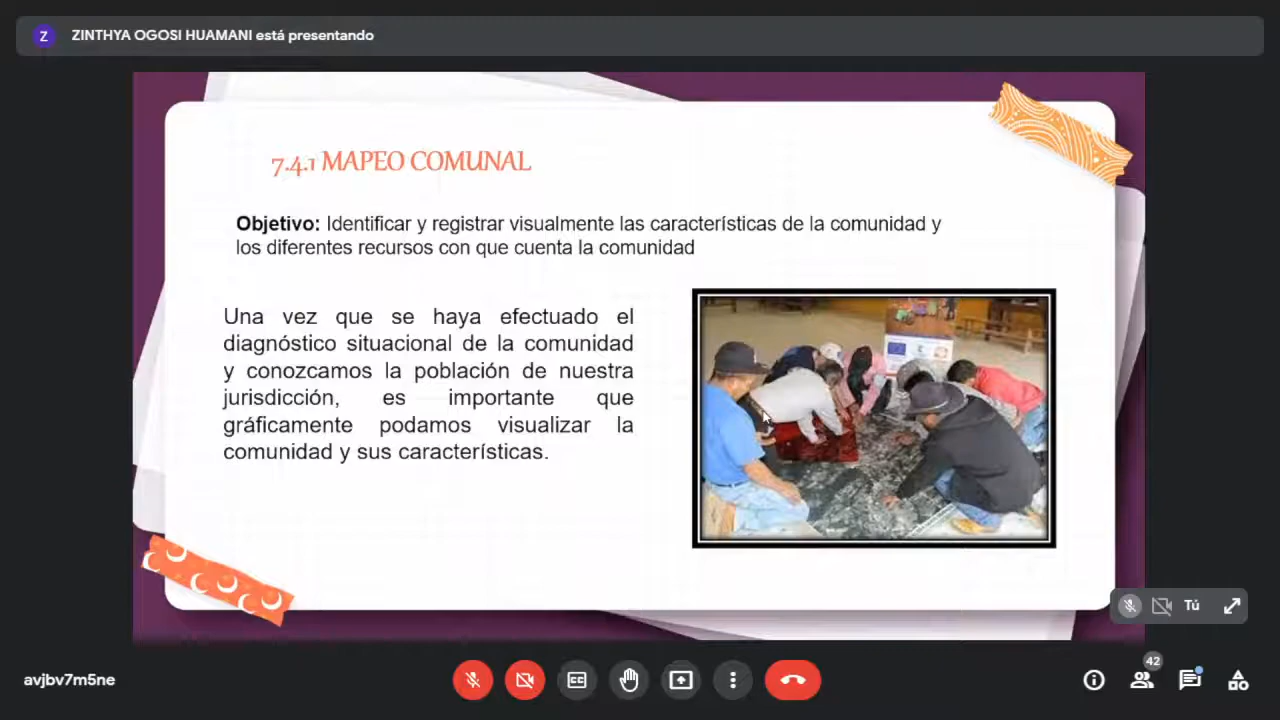 Z
ZINTHYA OGOSI HUAMANI está presentando
7.4.1 MAPEO COMUNAL
Objetivo: Identificar y registrar visualmente las características de la comunidad y
los diferentes recursos con que cuenta la comunidad
Una vez que se haya efectuado el
diagnóstico situacional de la comunidad
y conozcamos la población de nuestra
jurisdicción, es importante que
gráficamente podamos visualizar la
comunidad y sus características.
Tú
avjbv7m5ne
CC
42